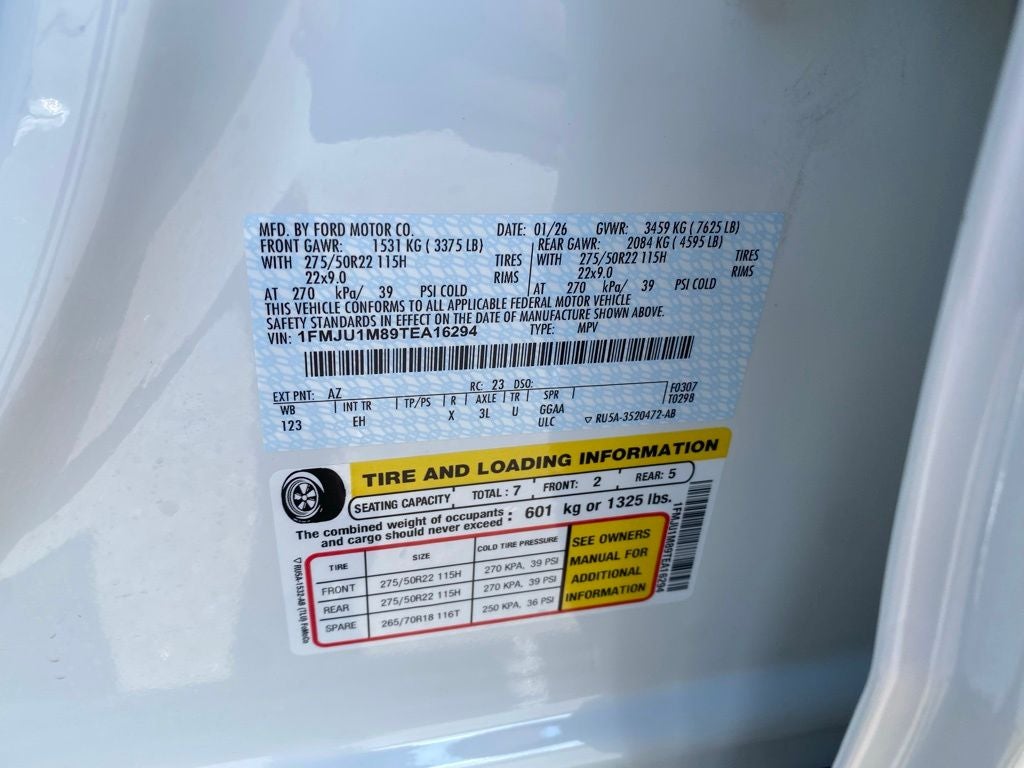 MFD. BY FORD MOTOR CO. DATE: 01/26 GVWR: 3459 KG ( 7625 LB)
FRONT GAWR: 1531 KG ( 3375 LB) REAR GAWR: 2084 KG ( 4595 LB)
WITH 275/50R22 115H TIRES WITH 275/50R22 115H TIRES
22x9.0 RIMS 22x9.0 RIMS
AT 270 kPa/ 39 PSI COLD AT 270 kPa/ 39 PSI COLD
THIS VEHICLE CONFORMS TO ALL APPLICABLE FEDERAL MOTOR VEHICLE
SAFETY STANDARDS IN EFFECT ON THE DATE OF MANUFACTURE SHOWN ABOVE.
VIN: 1FMJU1M89TEA16294 TYPE: MPV
EXT PNT: AZ RC: 23 DSO: F0307
WB INT TR TP/PS R AXLE TR SPR T0298
123 EH X 3L U GGAA
ULC ▽ RU5A-3520472-AB
TIRE AND LOADING INFORMATION
SEATING CAPACITY TOTAL : 7 FRONT: 2 REAR: 5
The combined weight of occupants and cargo should never exceed : 601 kg or 1325 lbs.
TIRE SIZE COLD TIRE PRESSURE
FRONT 275/50R22 115H 270 KPA, 39 PSI
REAR 275/50R22 115H 270 KPA, 39 PSI
SPARE 265/70R18 116T 250 KPA, 36 PSI
SEE OWNERS
MANUAL FOR
ADDITIONAL
INFORMATION
1FMJU1M89TEA16294
▽ RU5A-1532-AB (TLU) FoMoCo